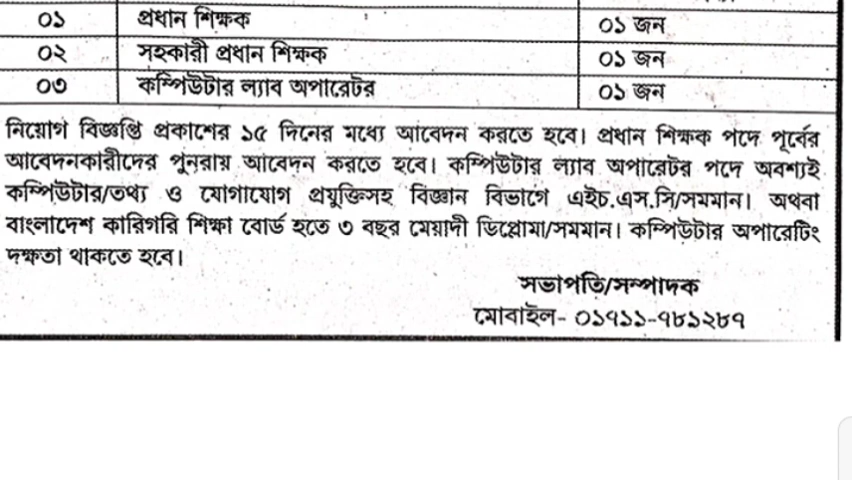 ০১ প্রধান শিক্ষক ০১ জন
০২ সহকারী প্রধান শিক্ষক ০১ জন
০৩ কম্পিউটার ল্যাব অপারেটর ০১ জন
নিয়োগ বিজ্ঞপ্তি প্রকাশের ১৫ দিনের মধ্যে আবেদন করতে হবে। প্রধান শিক্ষক পদে পূর্বের
আবেদনকারীদের পুনরায় আবেদন করতে হবে। কম্পিউটার ল্যাব অপারেটর পদে অবশ্যই
কম্পিউটার/তথ্য ও যোগাযোগ প্রযুক্তিসহ বিজ্ঞান বিভাগে এইচ.এস.সি/সমমান। অথবা
বাংলাদেশ কারিগরি শিক্ষা বোর্ড হতে ৩ বছর মেয়াদী ডিপ্লোমা/সমমান। কম্পিউটার অপারেটিং
দক্ষতা থাকতে হবে।
সভাপতি/সম্পাদক
মোবাইল- ০১৭১১-৭৮১২৮৭